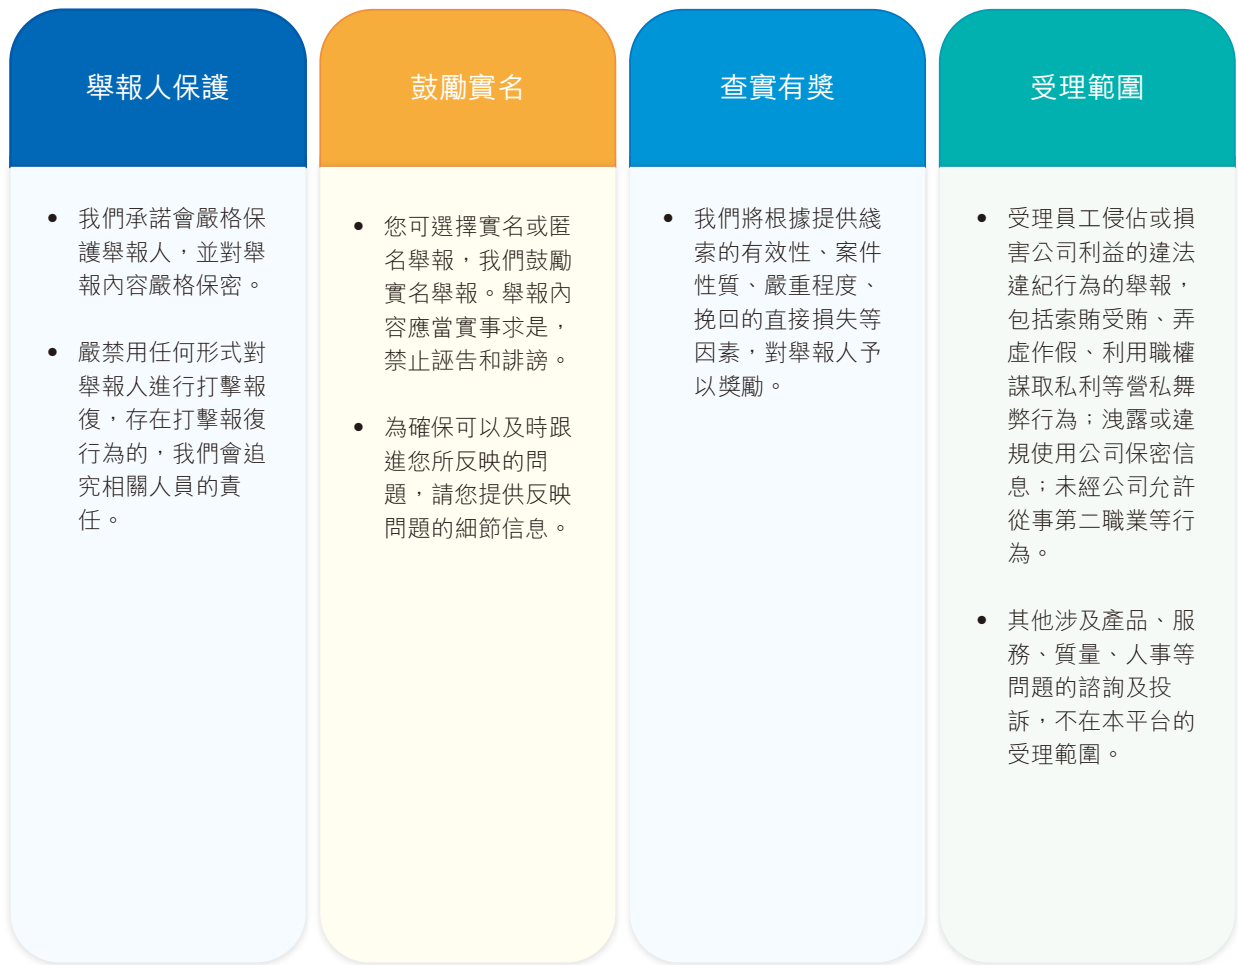 舉報人保護
我們承諾會嚴格保
護舉報人，並對舉
報內容嚴格保密。
嚴禁用任何形式對
舉報人進行打擊報
復，存在打擊報復
行為的，我們會追
究相關人員的責
任。
鼓勵實名
您可選擇實名或匿
名舉報，我們鼓勵
實名舉報。舉報內
容應當實事求是，
禁止誣告和誹謗。
為確保可以及時跟
進您所反映的問
題，請您提供反映
問題的細節信息。
查實有獎
我們將根據提供綫
索的有效性、案件
性質、嚴重程度、
挽回的直接損失等
因素，對舉報人予
以獎勵。
受理範圍
受理員工侵佔或損
害公司利益的違法
違紀行為的舉報，
包括索賄受賄、弄
虛作假、利用職權
謀取私利等營私舞
弊行為；洩露或違
規使用公司保密信
息；未經公司允許
從事第二職業等行
為。
其他涉及產品、服
務、質量、人事等
問題的諮詢及投
訴，不在本平台的
受理範圍。